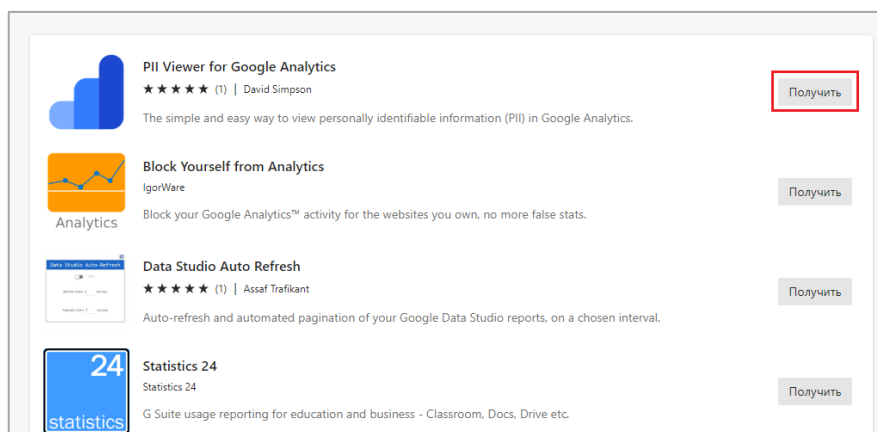 PII Viewer for Google Analytics
★★★★★ (1) | David Simpson
Получить
The simple and easy way to view personally identifiable information (PII) in Google Analytics.
Block Yourself from Analytics
IgorWare
Получить
Analytics
Block your Google Analytics™ activity for the websites you own, no more false stats.
Data Studio Auto-Refresh
Data Studio Auto Refresh
★★★★★ (1) | Assaf Trafikant
Получить
Auto-refresh and automated pagination of your Google Data Studio reports, on a chosen interval.
24
statistics
Statistics 24
Statistics 24
Получить
G Suite usage reporting for education and business - Classroom, Docs, Drive etc.